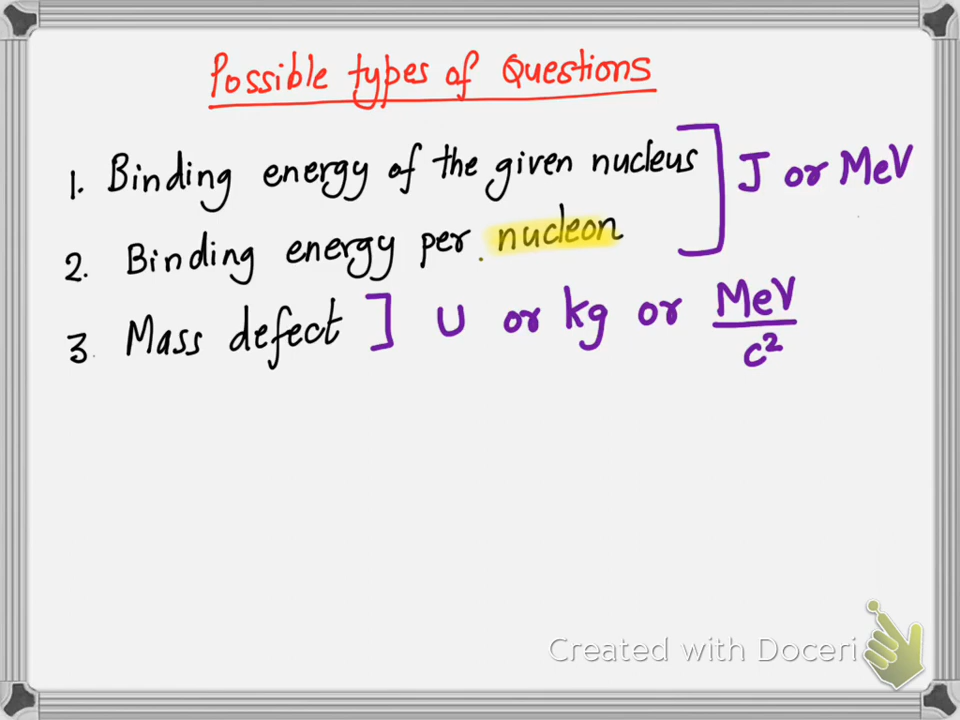 Possible types of Questions
1. Binding energy of the given nucleus ] J or MeV
2. Binding energy per nucleon
3. Mass defect ] U or kg or MeV/c²
Created with Doceri